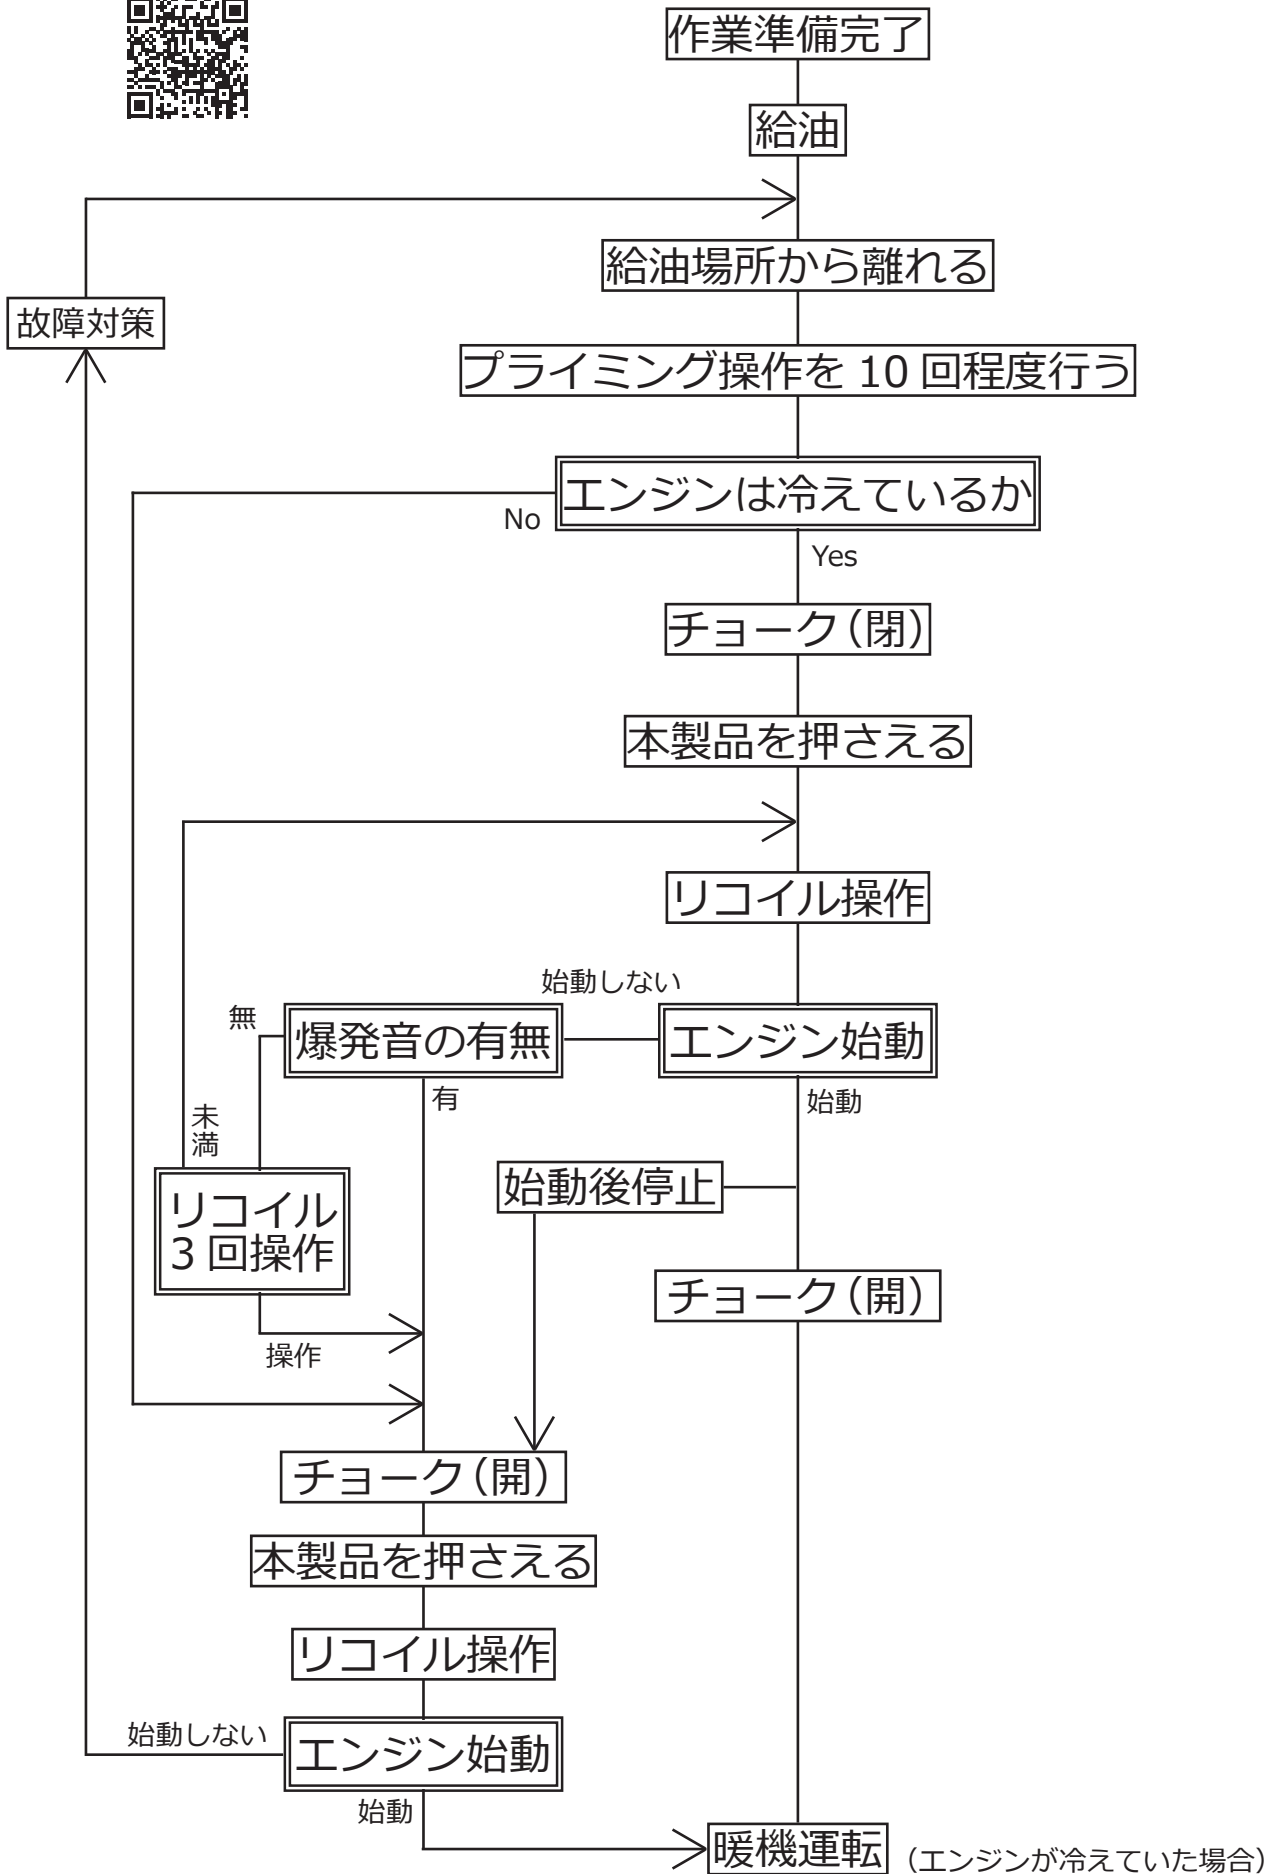 作業準備完了
給油
給油場所から離れる
故障対策
プライミング操作を 10 回程度行う
エンジンは冷えているか
No
Yes
チョーク（閉）
本製品を押さえる
リコイル操作
始動しない
無
爆発音の有無
エンジン始動
有
始動
未満
始動後停止
リコイル
3 回操作
チョーク（開）
操作
チョーク（開）
本製品を押さえる
リコイル操作
始動しない
エンジン始動
始動
暖機運転
（エンジンが冷えていた場合）